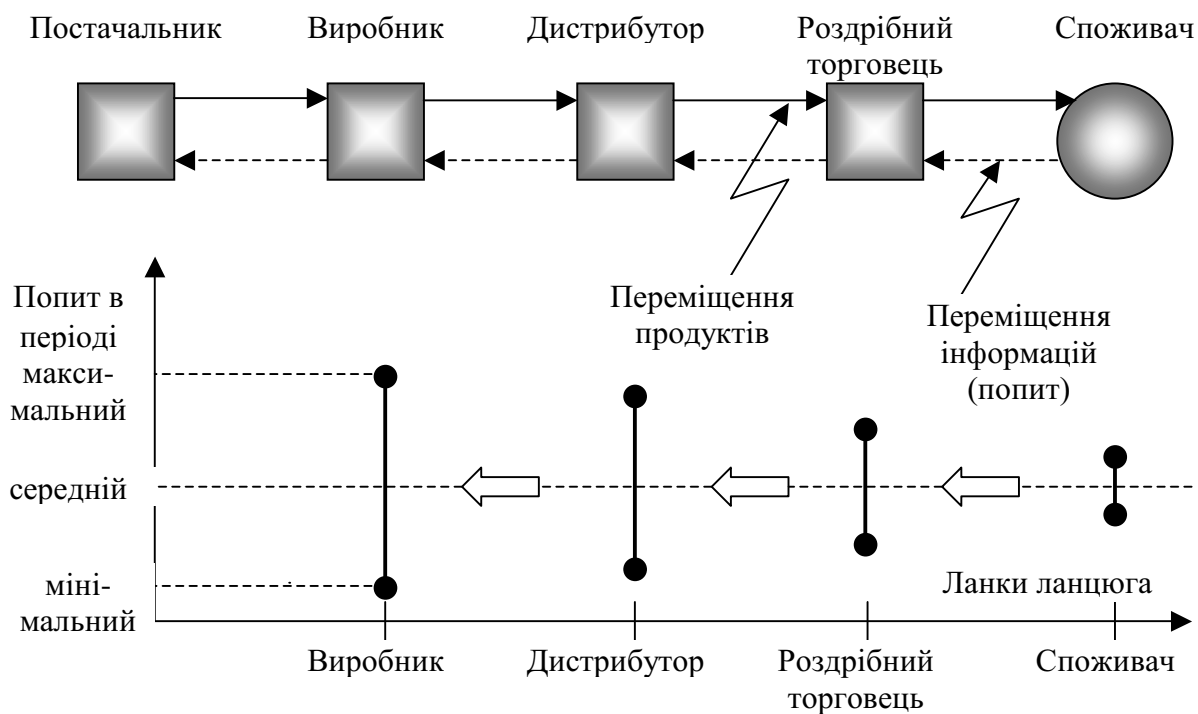 Постачальник
Виробник
Дистрибутор
Роздрібний
торговець
Споживач
Попит в
періоді
макси-
мальний
середній
міні-
мальний
Переміщення
продуктів
Переміщення
інформацій
(попит)
Ланки ланцюга
Виробник
Дистрибутор
Роздрібний
торговець
Споживач